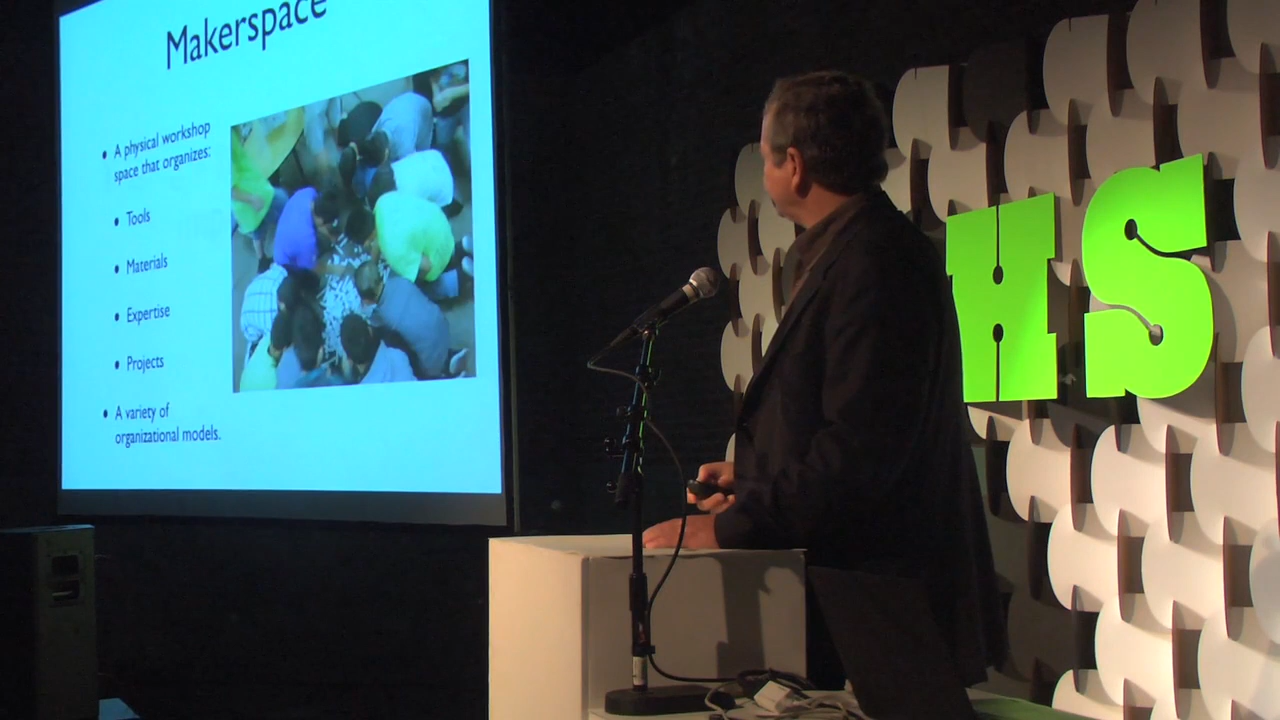 Makerspace
• A physical workshop
space that organizes:
• Tools
• Materials
• Expertise
• Projects
• A variety of
organizational models.
HS